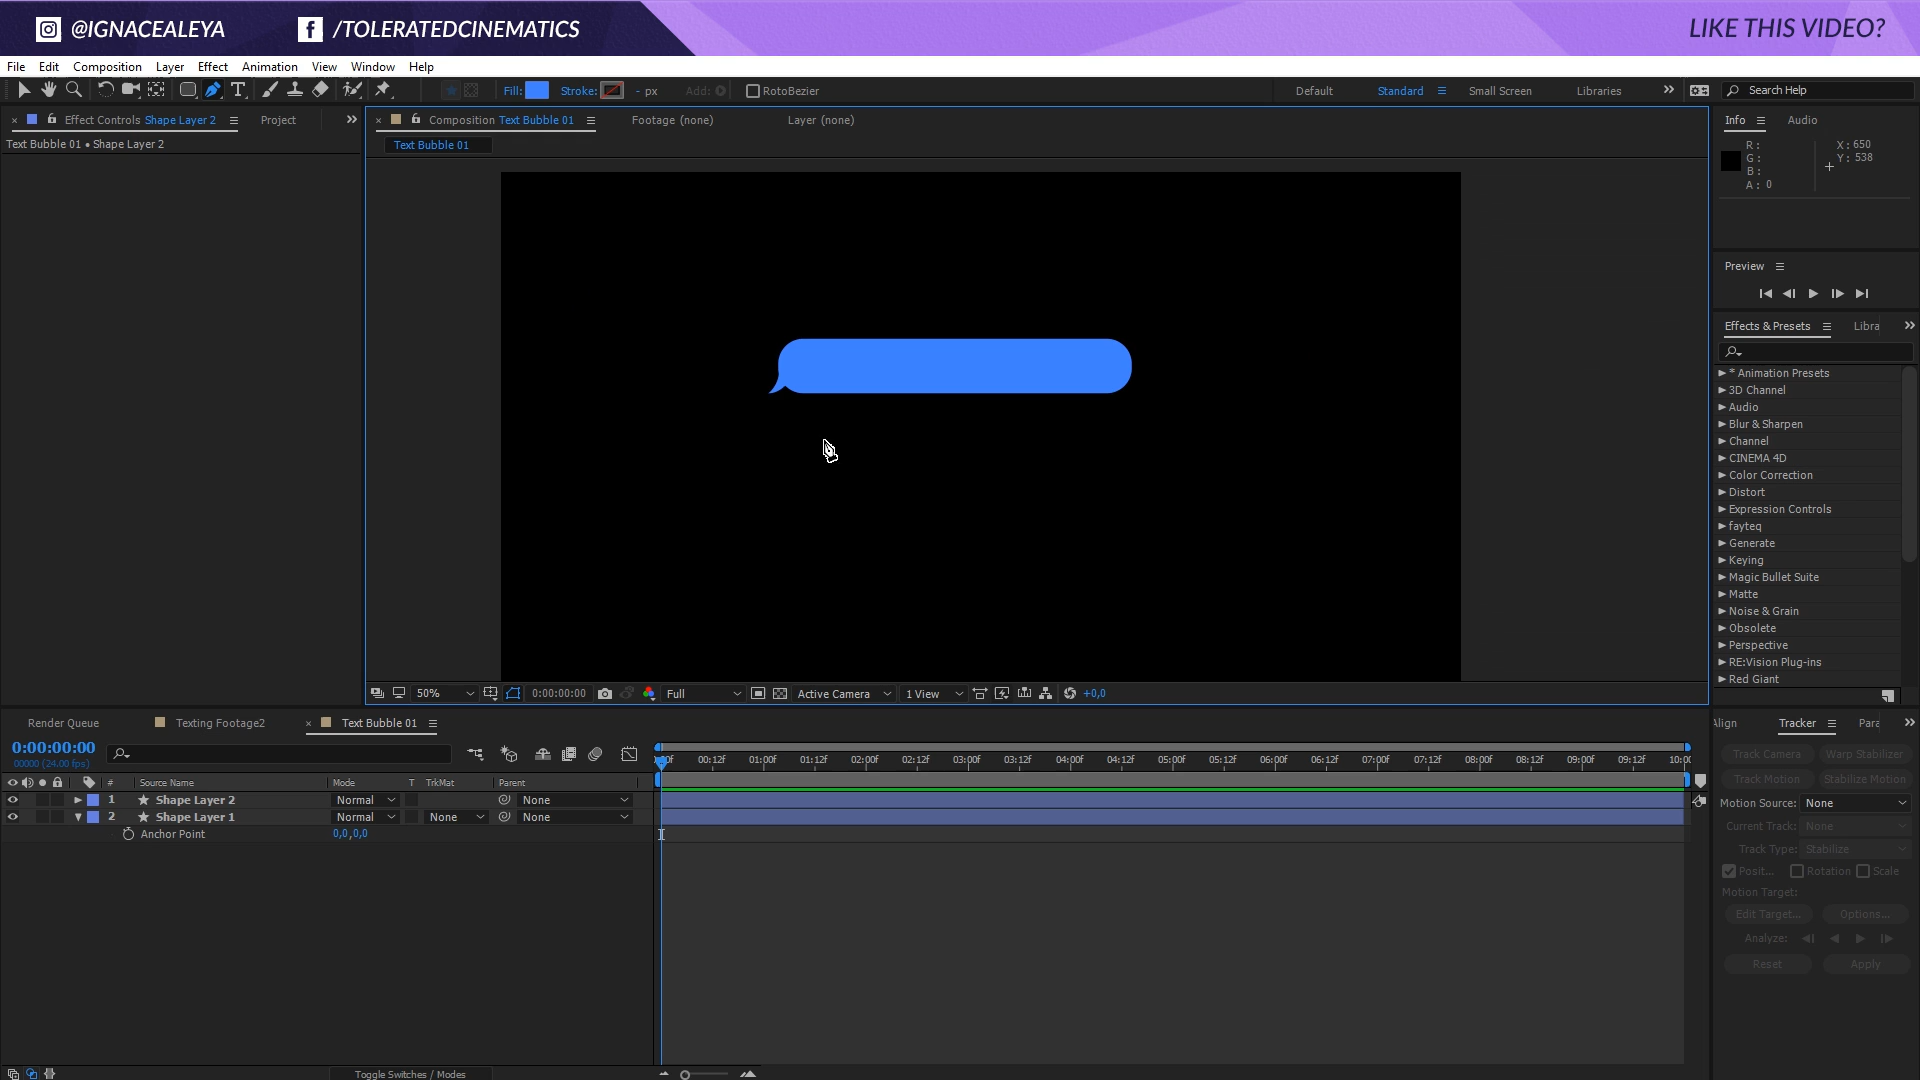 @IGNACEALEYA
/TOLERATEDCINEMATICS
LIKE THIS VIDEO?
File Edit Composition Layer Effect Animation View Window Help
Fill: Stroke: - px Add: RotoBezier Default Standard Small Screen Libraries Search Help
Effect Controls Shape Layer 2 Project
Composition Text Bubble 01 Footage (none) Layer (none)
Info Audio
Text Bubble 01 • Shape Layer 2
Text Bubble 01
R:
G:
B:
A: 0
X: 650
Y: 538
Preview
Effects & Presets Libra
* Animation Presets
3D Channel
Audio
Blur & Sharpen
Channel
CINEMA 4D
Color Correction
Distort
Expression Controls
fayteq
Generate
Keying
Magic Bullet Suite
Matte
Noise & Grain
Obsolete
Perspective
RE:Vision Plug-ins
Red Giant
50% 0:00:00:00 Full Active Camera 1 View +0,0
Render Queue Texting Footage2 Text Bubble 01
0:00:00:00
00000 (24.00 fps)
00f 00:12f 01:00f 01:12f 02:00f 02:12f 03:00f 03:12f 04:00f 04:12f 05:00f 05:12f 06:00f 06:12f 07:00f 07:12f 08:00f 08:12f 09:00f 09:12f 10:0
# Source Name Mode T TrkMat Parent
1 Shape Layer 2 Normal None
2 Shape Layer 1 Normal None None
Anchor Point 0,0,0,0
Toggle Switches / Modes
Align Tracker Para
Track Camera Warp Stabilizer
Track Motion Stabilize Motion
Motion Source: None
Current Track: None
Track Type: Stabilize
Posit... Rotation Scale
Motion Target:
Edit Target... Options...
Analyze:
Reset Apply